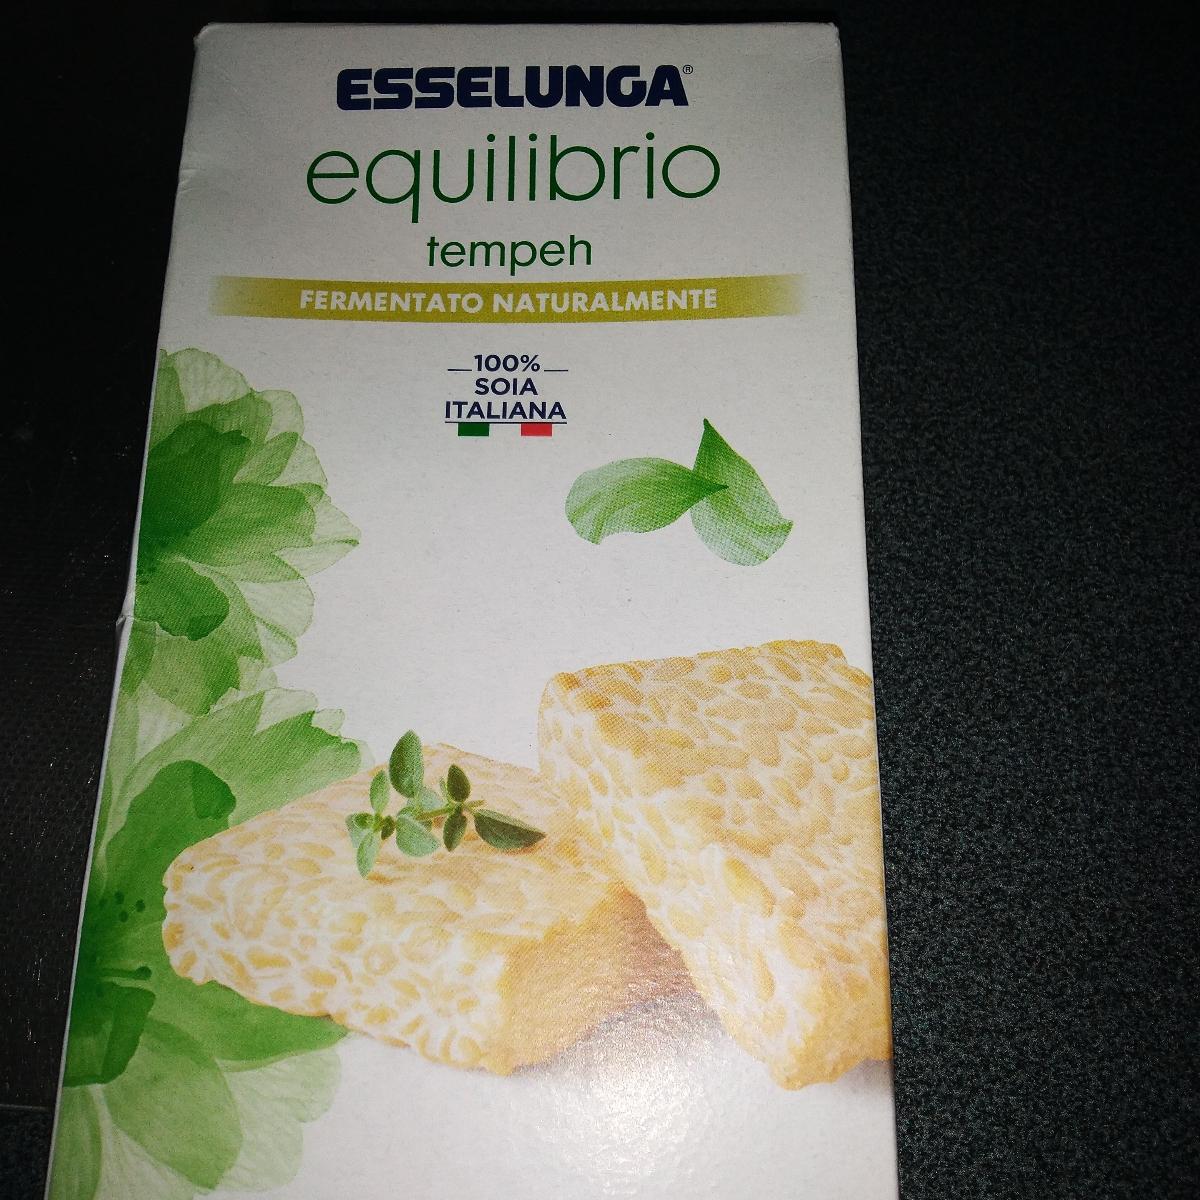 ESSELUNGA®
equilibrio
tempeh
FERMENTATO NATURALMENTE
100%
SOIA
ITALIANA